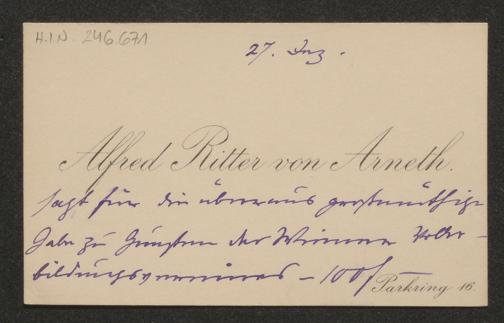 H.I.N. 246.671
27. Dez.
Alfred Ritter von Arneth.
sagt für die überaus großmüthige
Gabe zu Gunsten des Wiener Volks-
bildungsvereines – 100 f –
Parkring 16